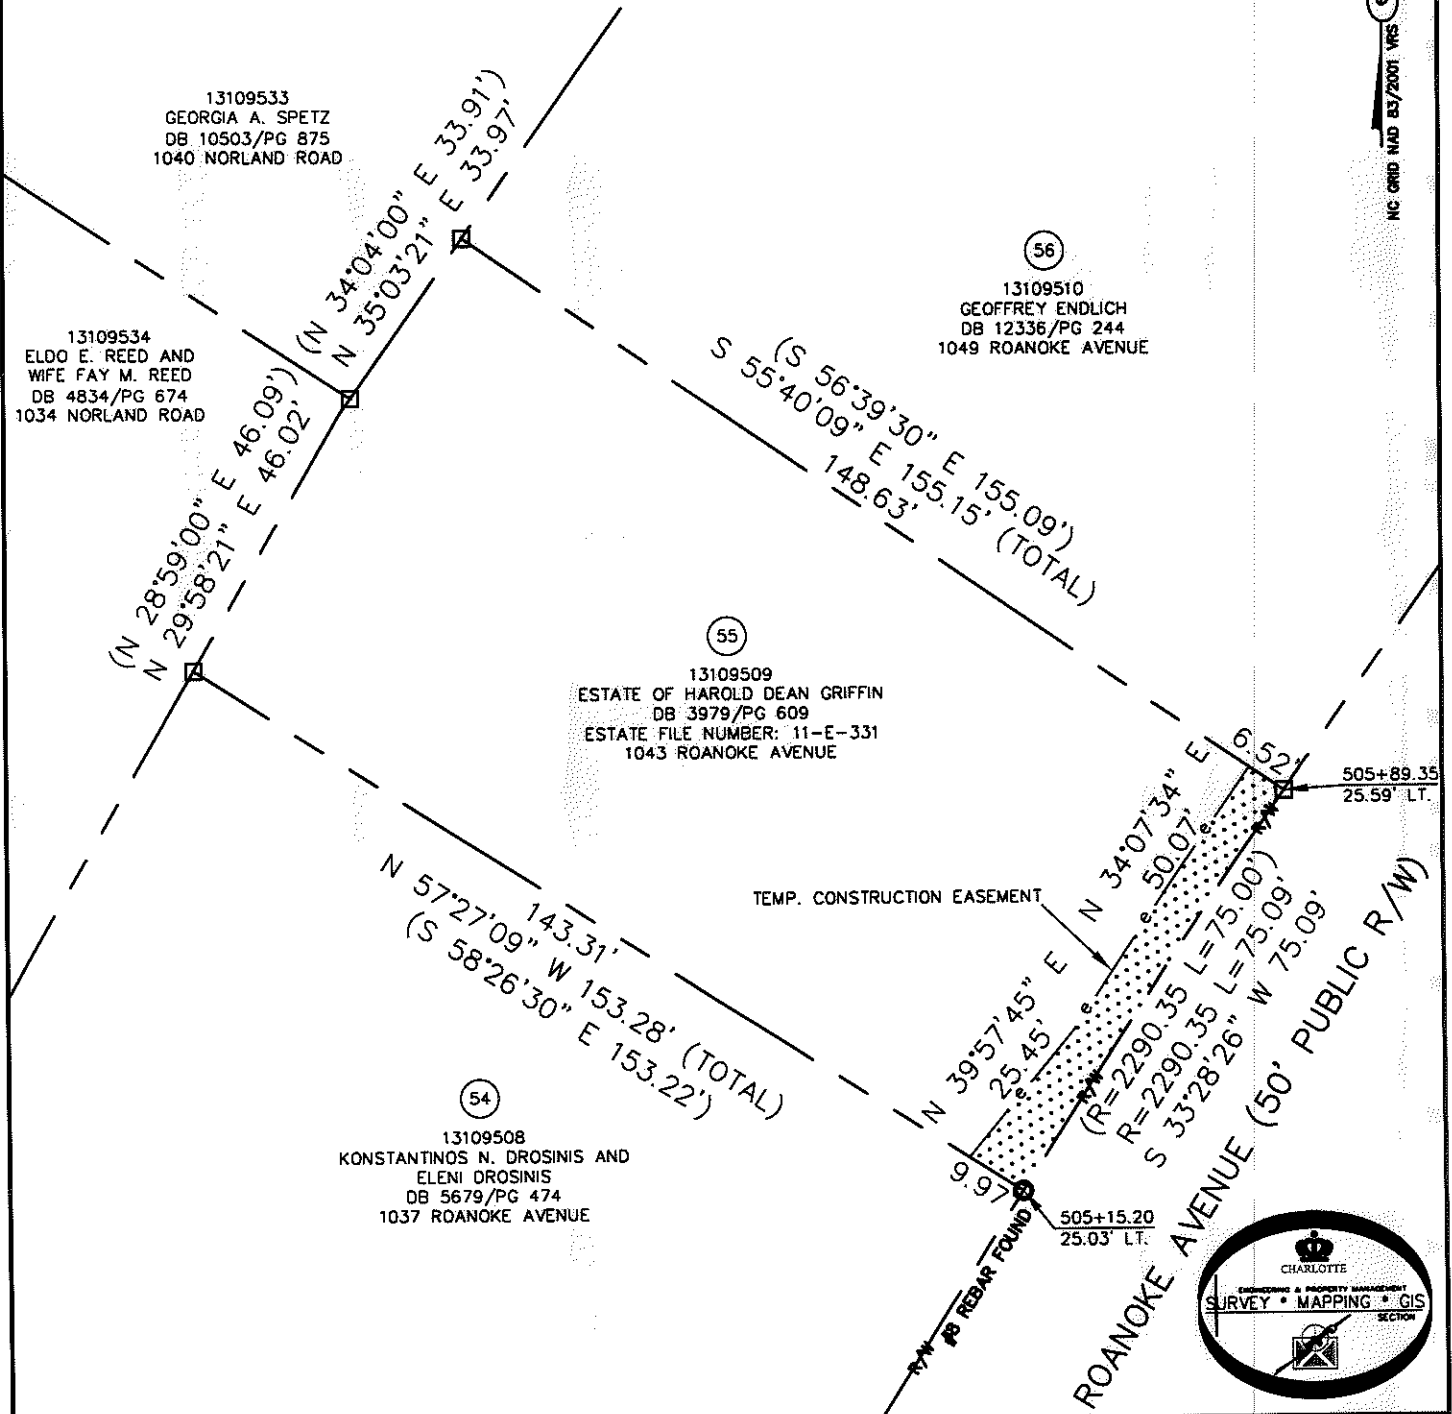 NC GRID NAD 83/2001 VRS
13109533
GEORGIA A. SPETZ
DB 10503/PG 875
1040 NORLAND ROAD
(N 34°04'00" E 33.91')
N 35°03'21" E 33.97'
56
13109510
GEOFFREY ENDLICH
DB 12336/PG 244
1049 ROANOKE AVENUE
13109534
ELDO E. REED AND
WIFE FAY M. REED
DB 4834/PG 674
1034 NORLAND ROAD
(N 28°59'00" E 46.09')
N 29°58'21" E 46.02'
(S 56°39'30" E 155.09')
S 55°40'09" E 155.15' (TOTAL)
148.63'
55
13109509
ESTATE OF HAROLD DEAN GRIFFIN
DB 3979/PG 609
ESTATE FILE NUMBER: 11-E-331
1043 ROANOKE AVENUE
6.52'
505+89.35
25.59' LT.
N 34°07'34" E
50.07'
e
e
e
e
R/W
R/W
TEMP. CONSTRUCTION EASEMENT
N 39°57'45" E
25.45'
(R=2290.35 L=75.00')
R=2290.35 L=75.09'
S 33°28'26" W 75.09'
143.31'
N 57°27'09" W 153.28' (TOTAL)
(S 58°26'30" E 153.22')
54
13109508
KONSTANTINOS N. DROSINIS AND
ELENI DROSINIS
DB 5679/PG 474
1037 ROANOKE AVENUE
9.97'
505+15.20
25.03' LT.
R/W
REBAR FOUND
ROANOKE AVENUE (50' PUBLIC R/W)
CHARLOTTE
ENGINEERING & PROPERTY MANAGEMENT
SURVEY * MAPPING * GIS
SECTION